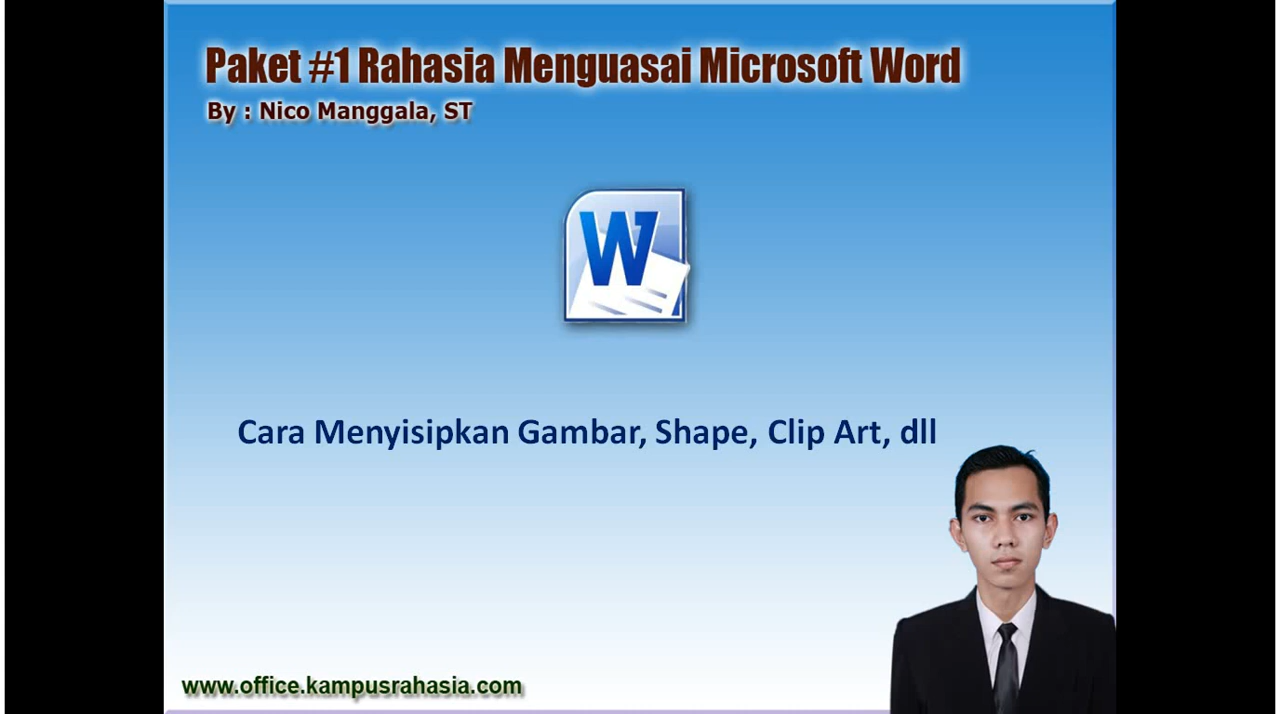 Paket #1 Rahasia Menguasai Microsoft Word
By : Nico Manggala, ST
W
Cara Menyisipkan Gambar, Shape, Clip Art, dll
www.office.kampusrahasia.com